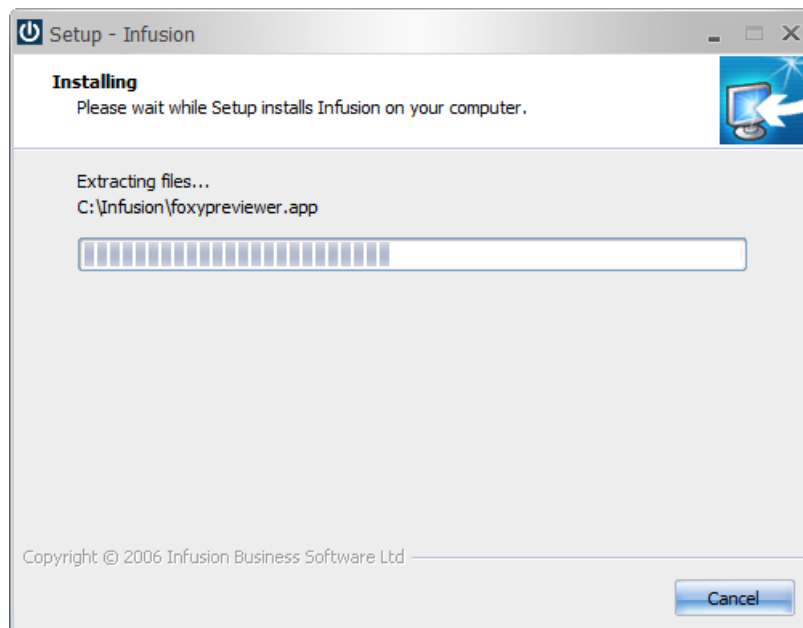 Setup - Infusion
Installing
Please wait while Setup installs Infusion on your computer.
Extracting files...
C:\Infusion\foxypreviewer.app
Copyright © 2006 Infusion Business Software Ltd
Cancel